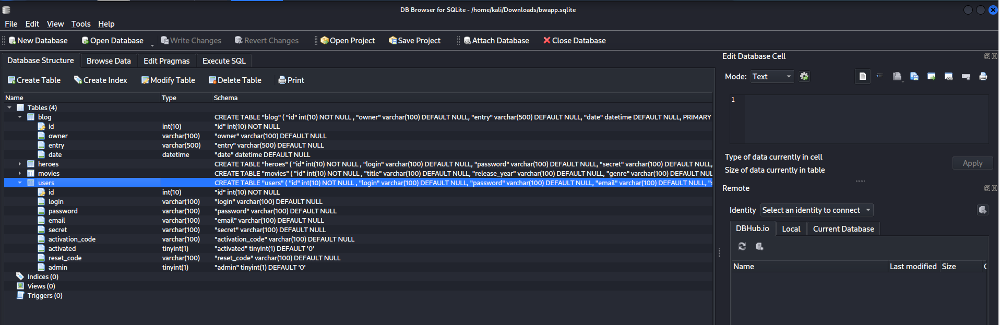 DB Browser for SQLite - /home/kali/Downloads/bwapp.sqlite
File Edit View Tools Help
New Database Open Database Write Changes Revert Changes Open Project Save Project Attach Database Close Database
Database Structure Browse Data Edit Pragmas Execute SQL
Create Table Create Index Modify Table Delete Table Print
Name Type Schema
Tables (4)
blog CREATE TABLE "blog" ( "id" int(10) NOT NULL , "owner" varchar(100) DEFAULT NULL, "entry" varchar(500) DEFAULT NULL, "date" datetime DEFAULT NULL, PRIMARY
id int(10) "id" int(10) NOT NULL
owner varchar(100) "owner" varchar(100) DEFAULT NULL
entry varchar(500) "entry" varchar(500) DEFAULT NULL
date datetime "date" datetime DEFAULT NULL
heroes CREATE TABLE "heroes" ( "id" int(10) NOT NULL , "login" varchar(100) DEFAULT NULL, "password" varchar(100) DEFAULT NULL, "secret" varchar(100) DEFAULT NULL,
movies CREATE TABLE "movies" ( "id" int(10) NOT NULL , "title" varchar(100) DEFAULT NULL, "release_year" varchar(100) DEFAULT NULL, "genre" varchar(100) DEFAULT NUL
users CREATE TABLE "users" ( "id" int(10) NOT NULL , "login" varchar(100) DEFAULT NULL, "password" varchar(100) DEFAULT NULL, "email" varchar(100) DEFAULT NULL, "s
id int(10) "id" int(10) NOT NULL
login varchar(100) "login" varchar(100) DEFAULT NULL
password varchar(100) "password" varchar(100) DEFAULT NULL
email varchar(100) "email" varchar(100) DEFAULT NULL
secret varchar(100) "secret" varchar(100) DEFAULT NULL
activation_code varchar(100) "activation_code" varchar(100) DEFAULT NULL
activated tinyint(1) "activated" tinyint(1) DEFAULT '0'
reset_code varchar(100) "reset_code" varchar(100) DEFAULT NULL
admin tinyint(1) "admin" tinyint(1) DEFAULT '0'
Indices (0)
Views (0)
Triggers (0)
Edit Database Cell
Mode: Text
1
Type of data currently in cell
Size of data currently in table
Apply
Remote
Identity Select an identity to connect
DBHub.io Local Current Database
Name Last modified Size